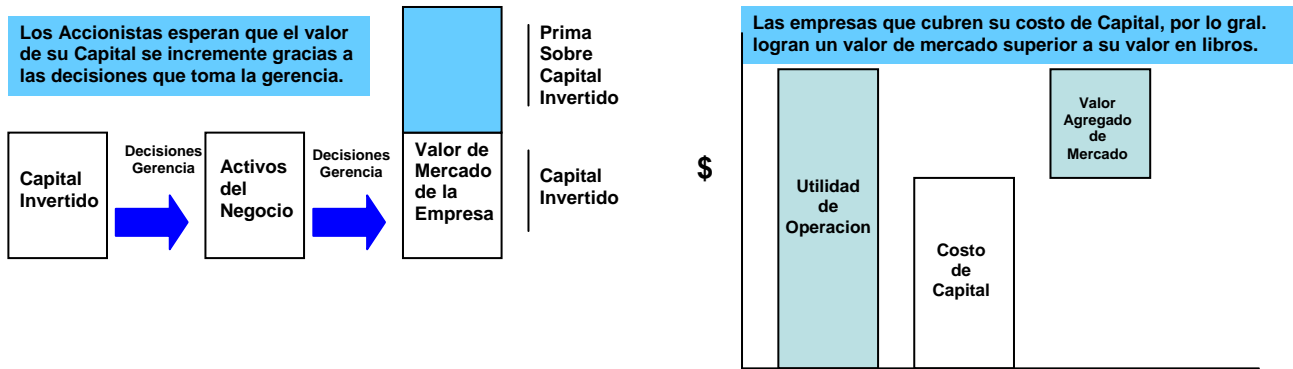 Los Accionistas esperan que el valor
de su Capital se incremente gracias a
las decisiones que toma la gerencia.
Capital
Invertido
Decisiones
Gerencia
Activos
del
Negocio
Decisiones
Gerencia
Valor de
Mercado
de la
Empresa
Prima
Sobre
Capital
Invertido
Capital
Invertido
Las empresas que cubren su costo de Capital, por lo gral.
logran un valor de mercado superior a su valor en libros.
$
Utilidad
de
Operacion
Costo
de
Capital
Valor
Agregado
de
Mercado